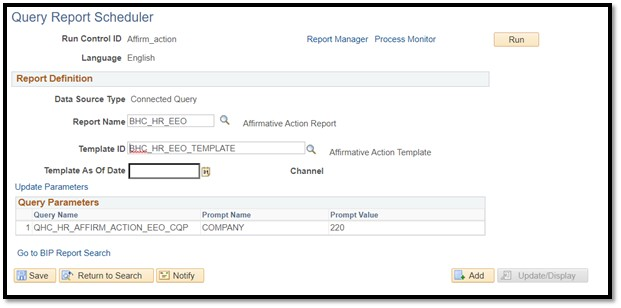 Query Report Scheduler
Run Control ID Affirm_action Report Manager Process Monitor Run
Language English
Report Definition
Data Source Type Connected Query
Report Name BHC_HR_EEO Affirmative Action Report
Template ID BHC_HR_EEO_TEMPLATE Affirmative Action Template
Template As Of Date Channel
Update Parameters
Query Parameters
Query Name Prompt Name Prompt Value
1 QHC_HR_AFFIRM_ACTION_EEO_CQP COMPANY 220
Go to BIP Report Search
Save Return to Search Notify Add Update/Display